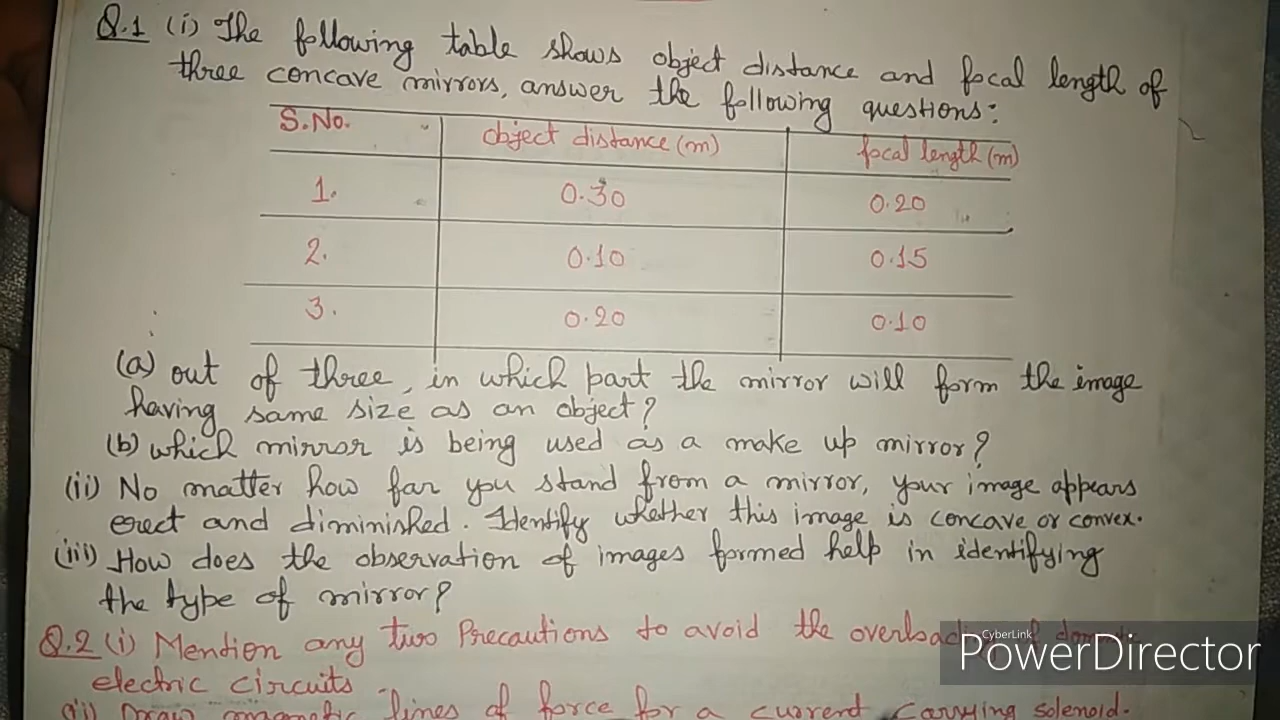 Q.1 (i) The following table shows object distance and focal length of
three concave mirrors, answer the following questions:
S.No. object distance (m) focal length (m)
1. 0.30 0.20
2. 0.10 0.15
3. 0.20 0.10
(a) out of three, in which part the mirror will form the image
having same size as an object?
(b) which mirror is being used as a make up mirror?
(ii) No matter how far you stand from a mirror, your image appears
erect and diminished. Identify whether this image is concave or convex.
(iii) How does the observation of images formed help in identifying
the type of mirror?
Q.2 (i) Mention any two Precautions to avoid the
electric circuits.
(ii) Draw magnetic lines of force for a current carrying solenoid.
CyberLink
PowerDirector